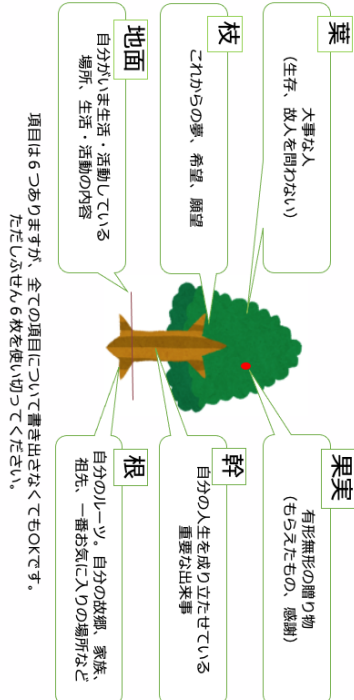 葉
大事な人
(生存、故人を問わない)
枝
これからの夢、希望、願望
地面
自分がいま生活・活動している
場所、生活・活動の内容
果実
有形無形の贈り物
(もらえたもの、感謝)
幹
自分の人生を成り立たせている
重要な出来事
根
自分のルーツ。自分の故郷、家族、
祖先、一番お気に入りの場所など
項目は6つありますが、全ての項目について書き出さなくてもOKです。
ただしふせん6枚を使い切ってください。